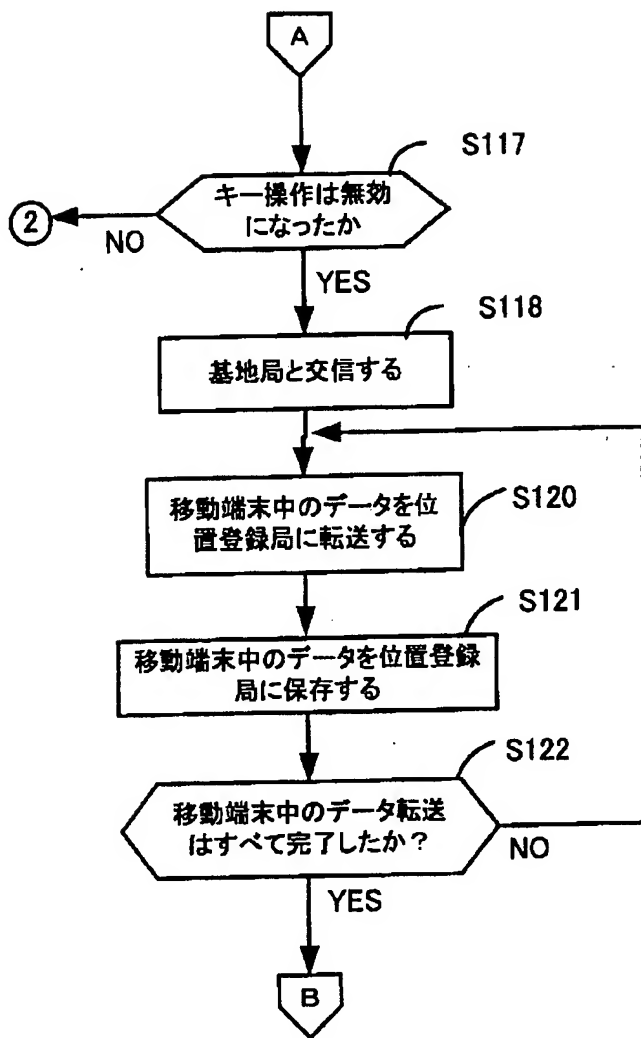 A
S117
キー操作は無効
になったか
2
NO
YES
S118
基地局と交信する
移動端末中のデータを位
置登録局に転送する
S120
S121
移動端末中のデータを位置登録
局に保存する
S122
移動端末中のデータ転送
はすべて完了したか？
NO
YES
B